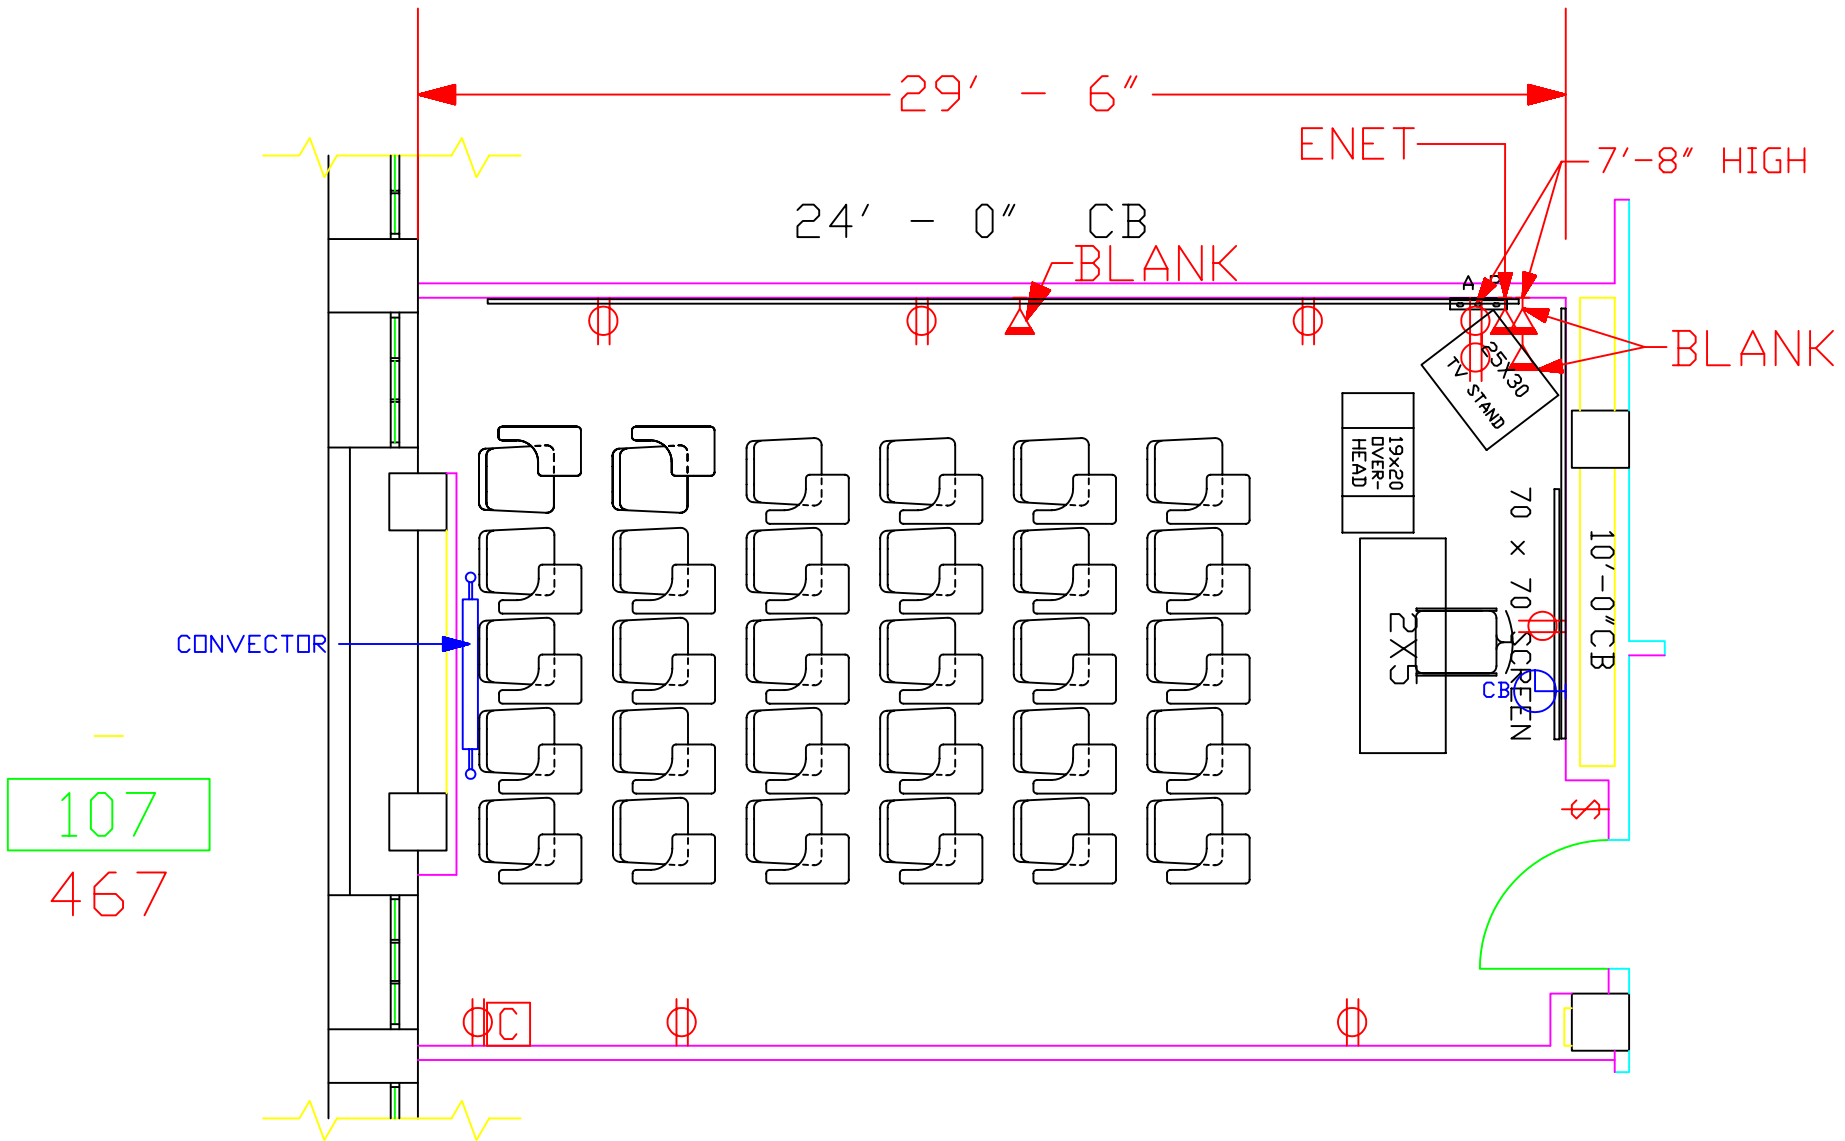 29' - 6"
ENET
7'-8" HIGH
24' - 0" CB
BLANK
A B
BLANK
25X30
TV STAND
19x20
OVER-
HEAD
70 x 70 SCREEN
10'-0"CB
2X5
CB
CONVECTOR
107
467
$
C